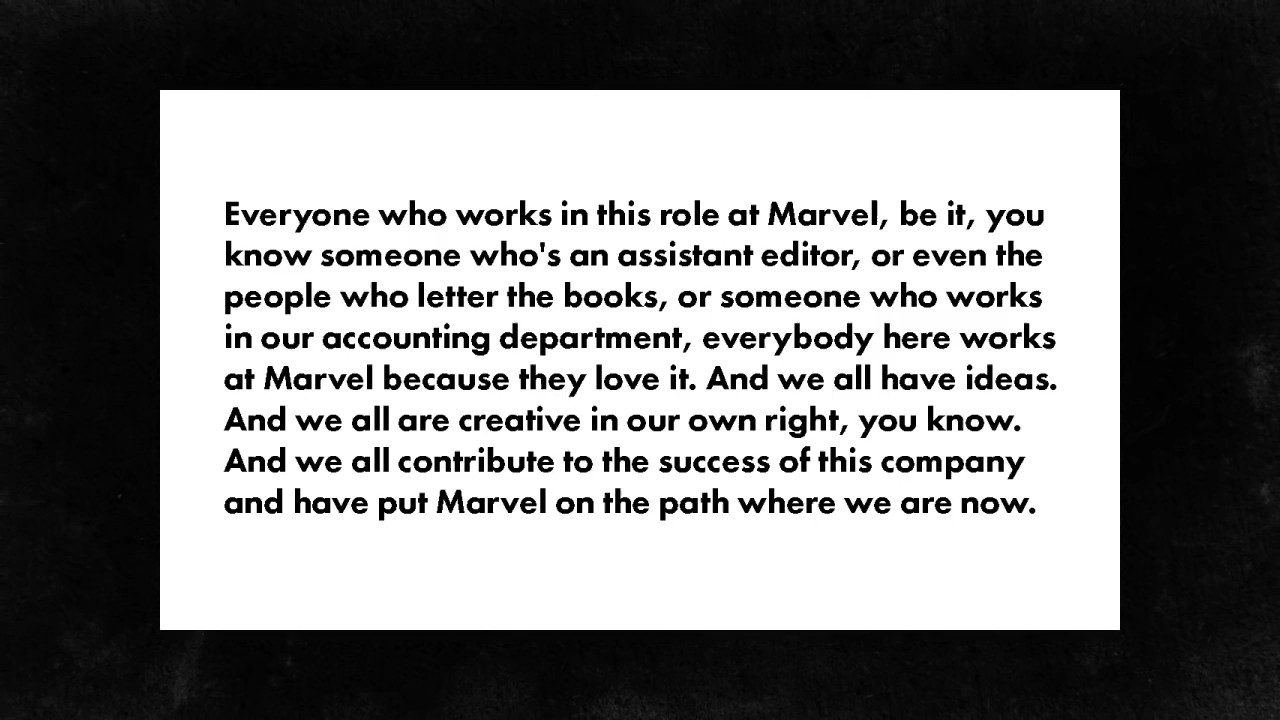 Everyone who works in this role at Marvel, be it, you
know someone who's an assistant editor, or even the
people who letter the books, or someone who works
in our accounting department, everybody here works
at Marvel because they love it. And we all have ideas.
And we all are creative in our own right, you know.
And we all contribute to the success of this company
and have put Marvel on the path where we are now.